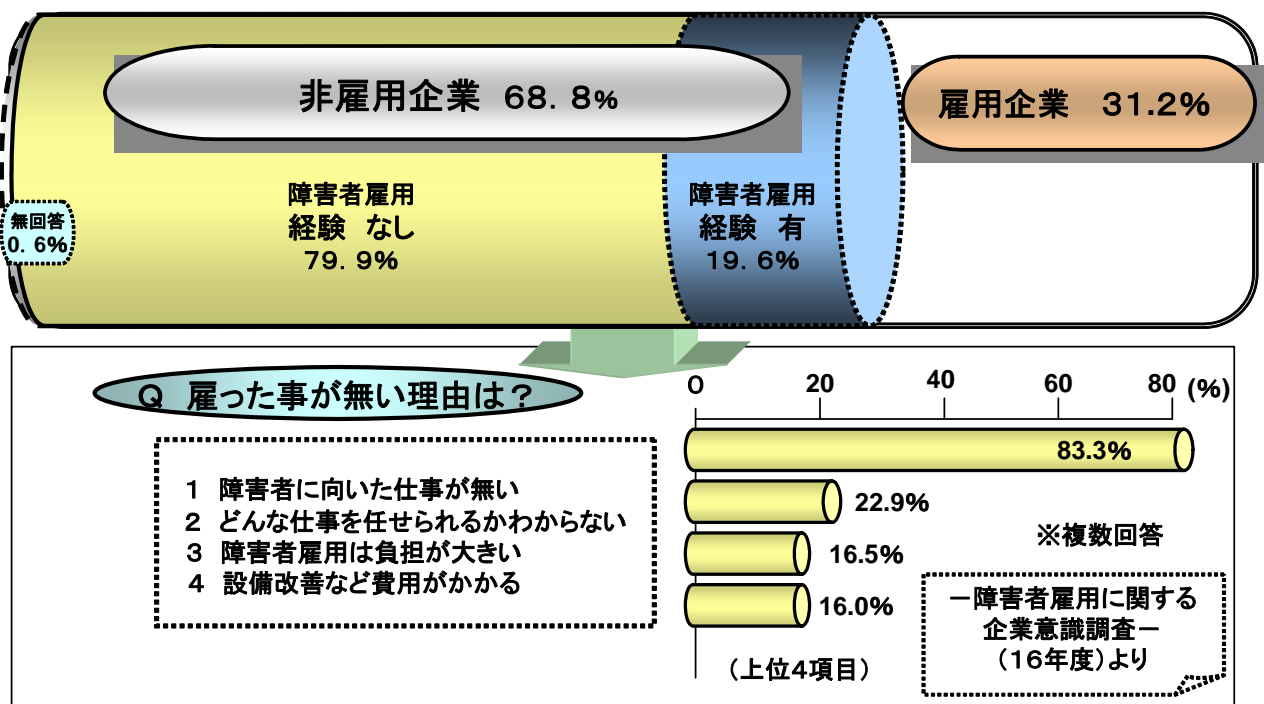 非雇用企業 68.8%
雇用企業 31.2%
無回答
0.6%
障害者雇用
経験 なし
79.9%
障害者雇用
経験 有
19.6%
Q 雇った事が無い理由は?
0 20 40 60 80 (%)
1 障害者に向いた仕事が無い
2 どんな仕事を任せられるかわからない
3 障害者雇用は負担が大きい
4 設備改善など費用がかかる
83.3%
22.9%
16.5%
16.0%
※複数回答
(上位4項目)
-障害者雇用に関する
企業意識調査-
(16年度)より